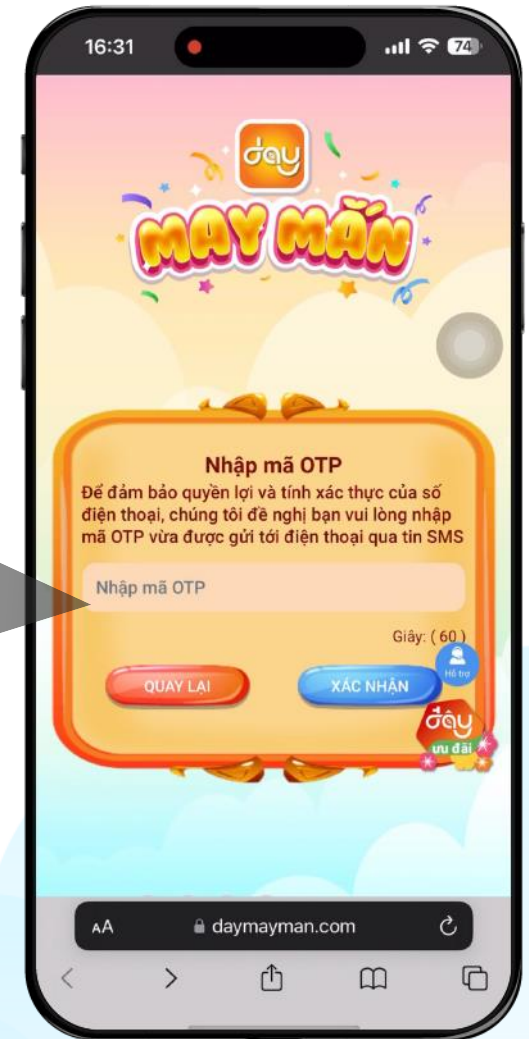 16:31
74
đây
MAY MẮN
Nhập mã OTP
Để đảm bảo quyền lợi và tính xác thực của số
điện thoại, chúng tôi đề nghị bạn vui lòng nhập
mã OTP vừa được gửi tới điện thoại qua tin SMS
Nhập mã OTP
Giây: ( 60 )
Hỗ trợ
QUAY LẠI
XÁC NHẬN
đây
ưu đãi
AA
daymayman.com